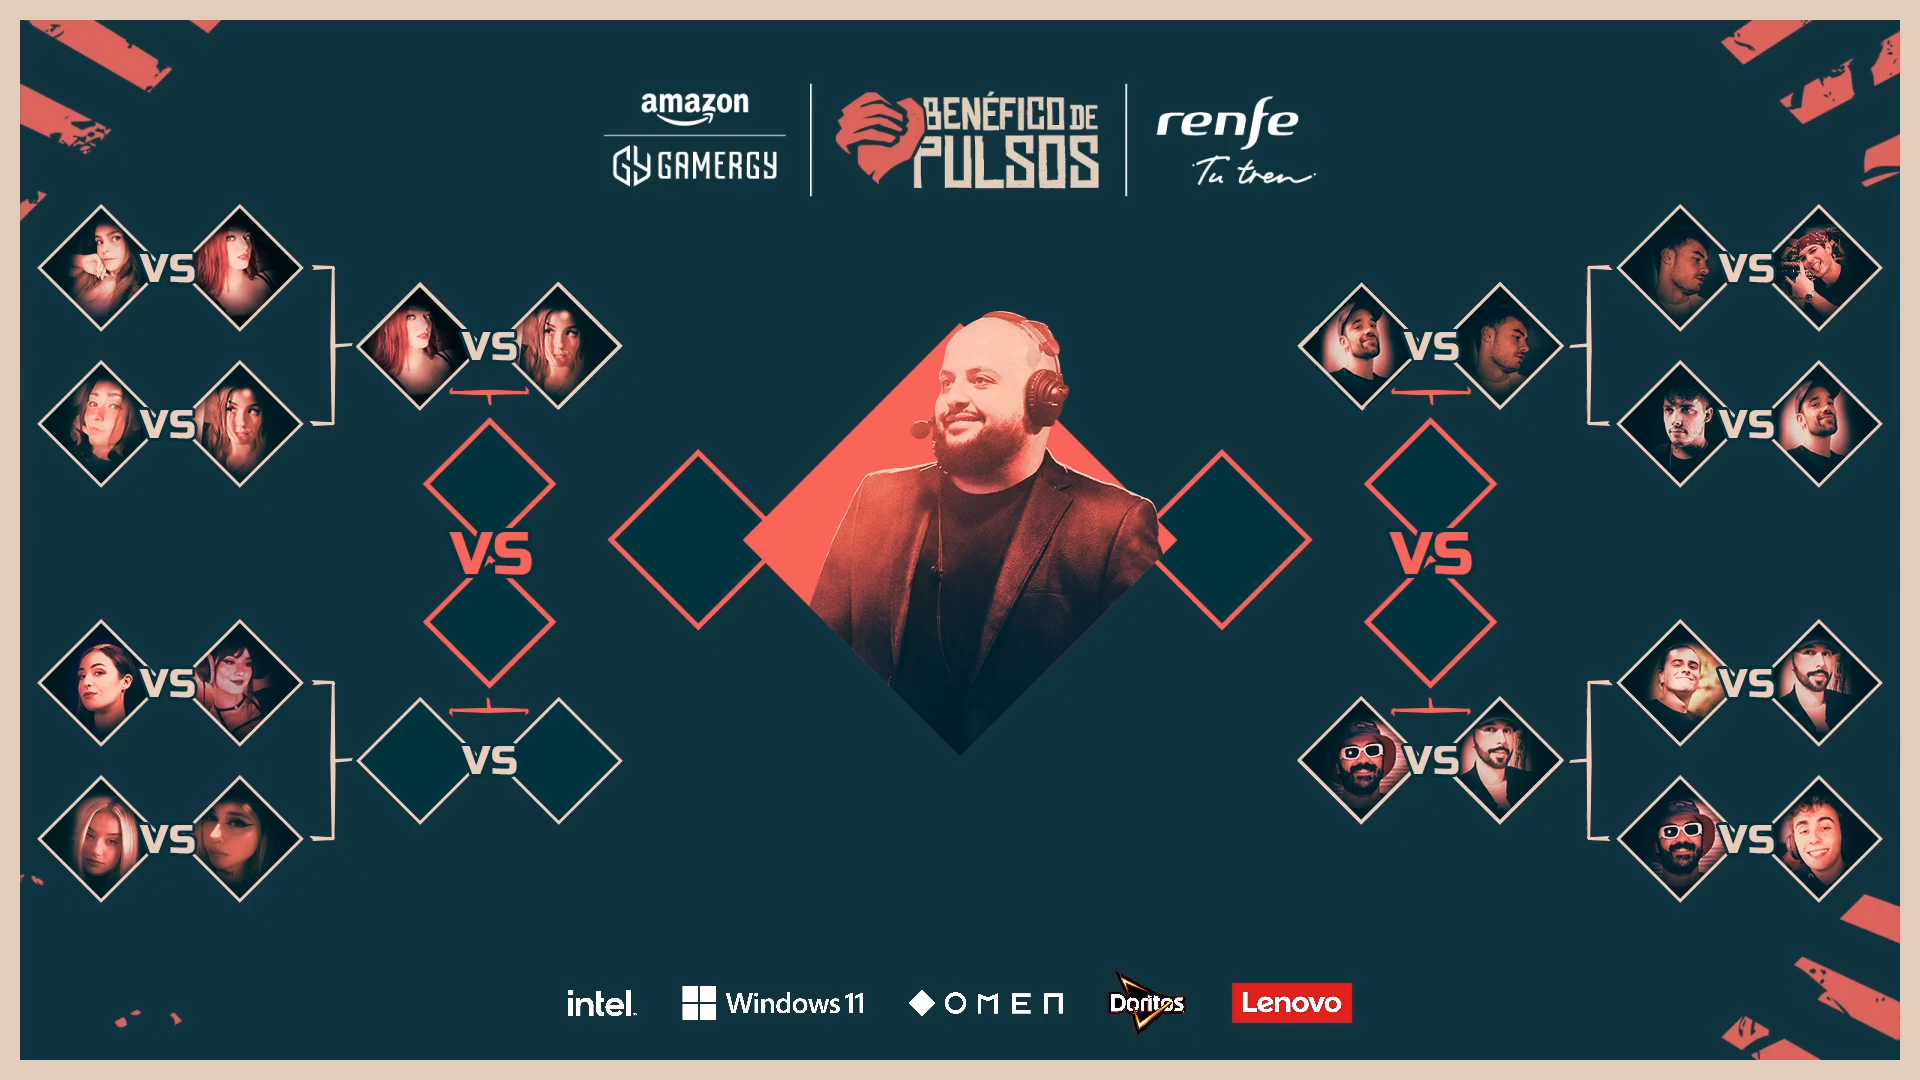 amazon
GAMERGY
BENÉFICO DE
PULSOS
renfe
Tu tren
VS
VS
VS
VS
VS
VS
VS
VS
VS
VS
VS
VS
VS
VS
intel.
Windows 11
OMEN
Doritos
Lenovo